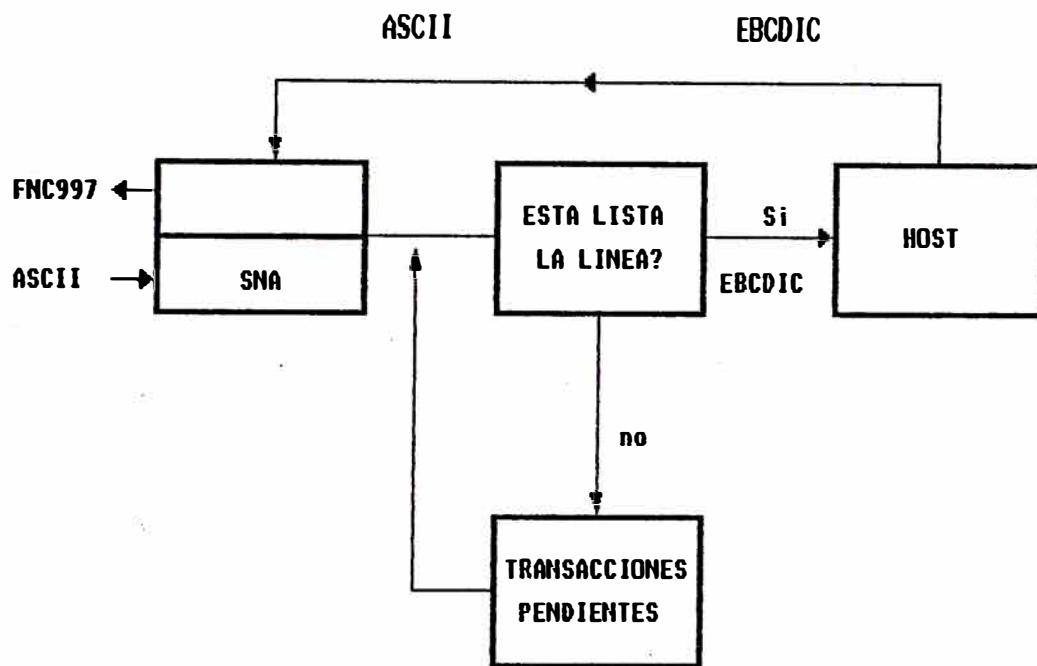 ASCII
EBCDIC
FNC997
ASCII
SNA
ESTA LISTA
LA LINEA?
Si
EBCDIC
HOST
no
TRANSACCIONES
PENDIENTES